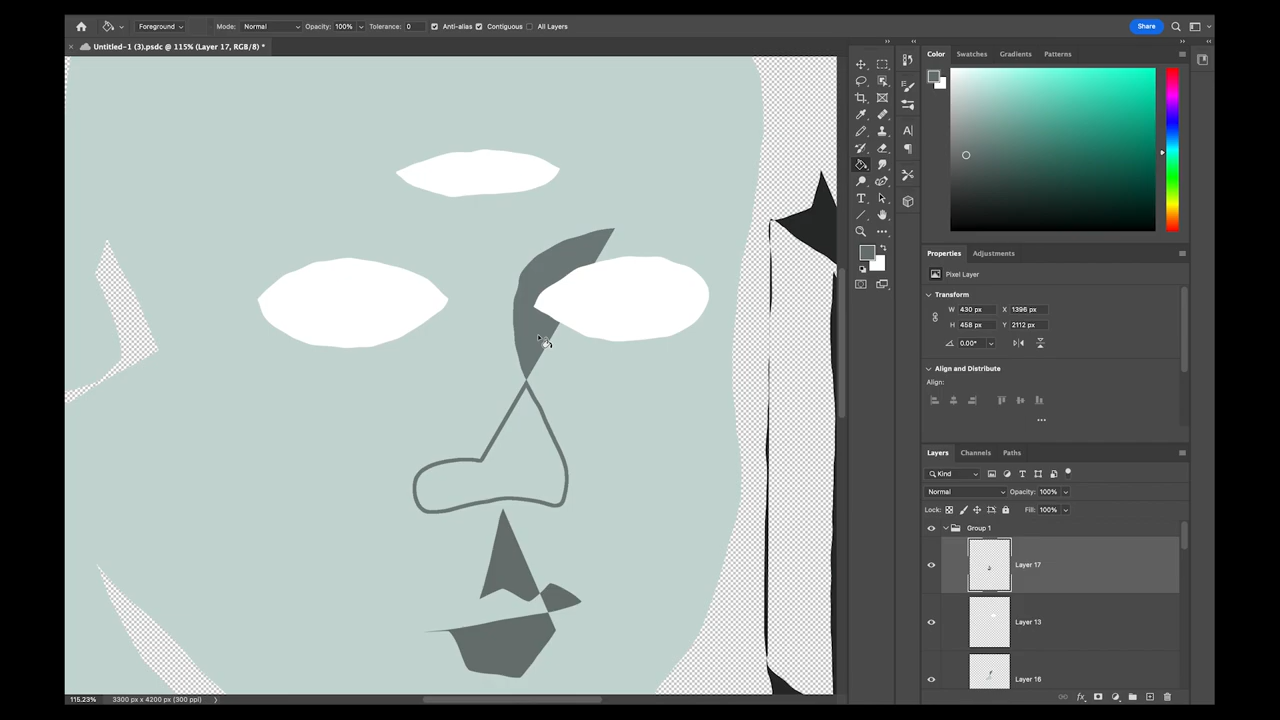 Foreground Mode: Normal Opacity: 100% Tolerance: 0 Anti-alias Contiguous All Layers Share
Untitled-1 (3).psdc @ 115% (Layer 17, RGB/8) *
Color Swatches Gradients Patterns
Properties Adjustments
Pixel Layer
Transform
W 430 px X 1396 px
H 458 px Y 2112 px
0.00°
Align and Distribute
Align:
Layers Channels Paths
Kind
Normal Opacity: 100%
Lock: Fill: 100%
Group 1
Layer 17
Layer 13
Layer 16
115.23% 3300 px x 4200 px (300 ppi)